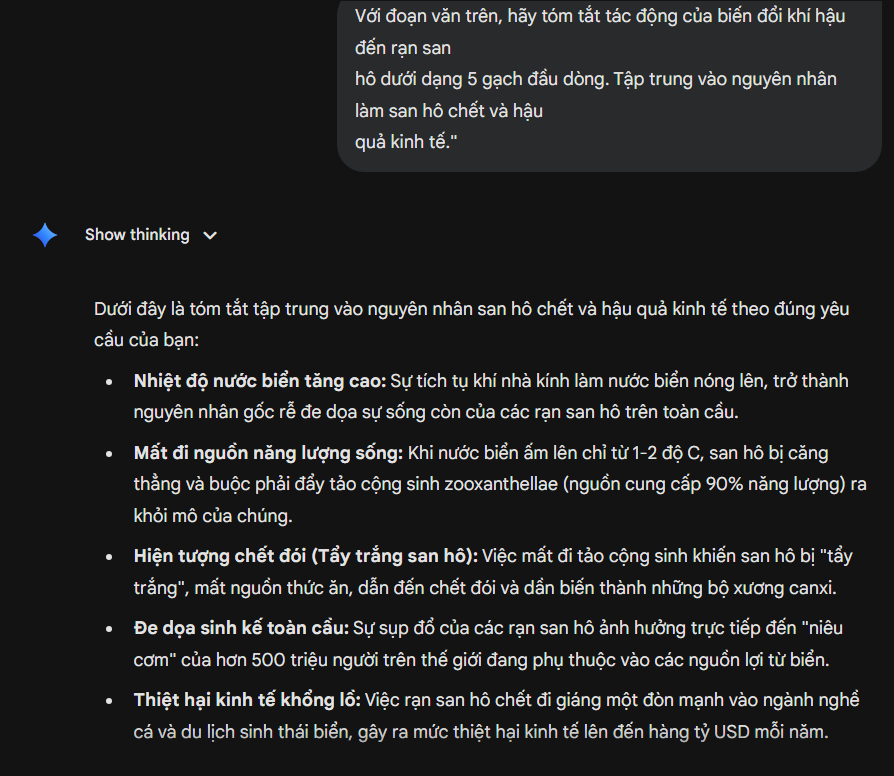 Với đoạn văn trên, hãy tóm tắt tác động của biến đổi khí hậu
đến rạn san
hô dưới dạng 5 gạch đầu dòng. Tập trung vào nguyên nhân
làm san hô chết và hậu
quả kinh tế."
Show thinking
Dưới đây là tóm tắt tập trung vào nguyên nhân san hô chết và hậu quả kinh tế theo đúng yêu
cầu của bạn:
• Nhiệt độ nước biển tăng cao: Sự tích tụ khí nhà kính làm nước biển nóng lên, trở thành
nguyên nhân gốc rễ đe dọa sự sống còn của các rạn san hô trên toàn cầu.
• Mất đi nguồn năng lượng sống: Khi nước biển ấm lên chỉ từ 1-2 độ C, san hô bị căng
thẳng và buộc phải đẩy tảo cộng sinh zooxanthellae (nguồn cung cấp 90% năng lượng) ra
khỏi mô của chúng.
• Hiện tượng chết đói (Tẩy trắng san hô): Việc mất đi tảo cộng sinh khiến san hô bị "tẩy
trắng", mất nguồn thức ăn, dẫn đến chết đói và dần biến thành những bộ xương canxi.
• Đe dọa sinh kế toàn cầu: Sự sụp đổ của các rạn san hô ảnh hưởng trực tiếp đến "niêu
cơm" của hơn 500 triệu người trên thế giới đang phụ thuộc vào các nguồn lợi từ biển.
• Thiệt hại kinh tế khổng lồ: Việc rạn san hô chết đi giáng một đòn mạnh vào ngành nghề
cá và du lịch sinh thái biển, gây ra mức thiệt hại kinh tế lên đến hàng tỷ USD mỗi năm.